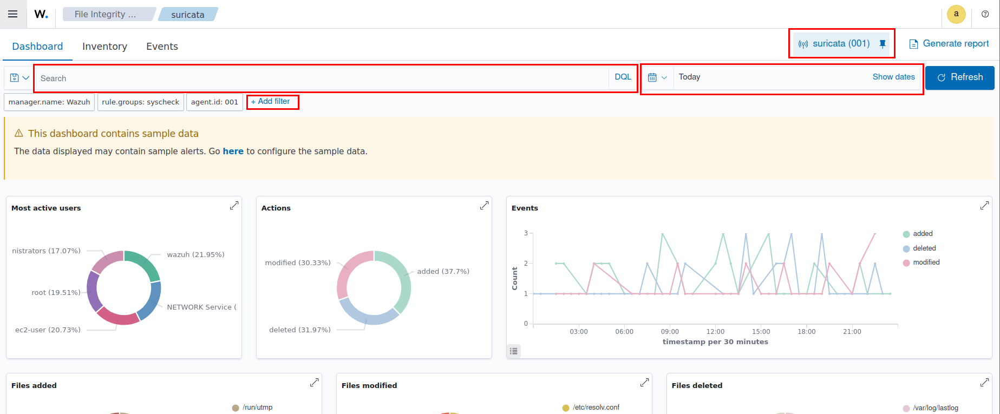 W.
File Integrity ...
suricata
a
Dashboard
Inventory
Events
suricata (001)
Generate report
Search
DQL
Today
Show dates
Refresh
manager.name: Wazuh
rule.groups: syscheck
agent.id: 001
+ Add filter
This dashboard contains sample data
The data displayed may contain sample alerts. Go here to configure the sample data.
Most active users
nistrators (17.07%)
wazuh (21.95%)
root (19.51%)
NETWORK Service (
ec2-user (20.73%)
Actions
modified (30.33%)
added (37.7%)
deleted (31.97%)
Events
3
2
1
0
Count
03:00
06:00
09:00
12:00
15:00
18:00
21:00
timestamp per 30 minutes
added
deleted
modified
Files added
/run/utmp
Files modified
/etc/resolv.conf
Files deleted
/var/log/lastlog